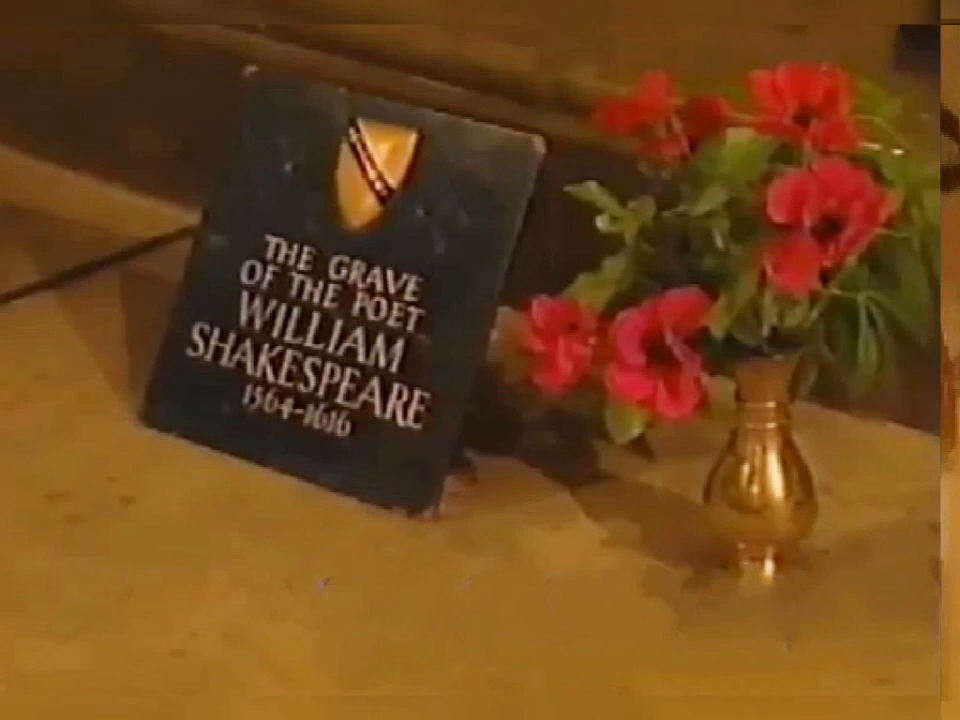 THE GRAVE
OF THE POET
WILLIAM
SHAKESPEARE
1564-1616